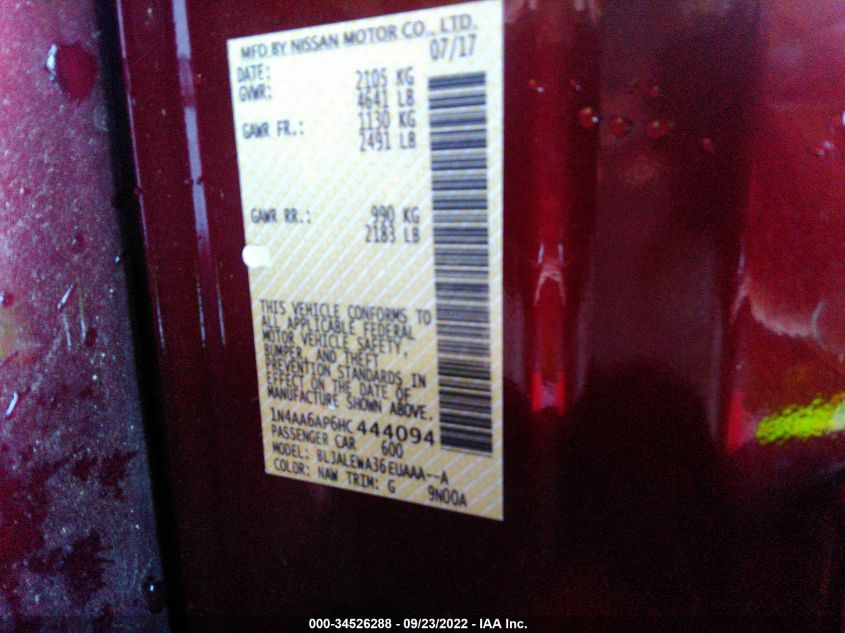 MFD BY NISSAN MOTOR CO., LTD.
DATE: 07/17
GVWR: 2105 KG
4641 LB
GAWR FR.: 1130 KG
2491 LB
GAWR RR.: 990 KG
2183 LB
THIS VEHICLE CONFORMS TO
ALL APPLICABLE FEDERAL
MOTOR VEHICLE SAFETY,
BUMPER, AND THEFT
PREVENTION STANDARDS IN
EFFECT ON THE DATE OF
MANUFACTURE SHOWN ABOVE.
1N4AA6AP6HC444094
PASSENGER CAR 600
MODEL: BL3ALEWA36EUAAA--A
COLOR: NAW TRIM: G 9N00A
000-34526288 - 09/23/2022 - IAA Inc.